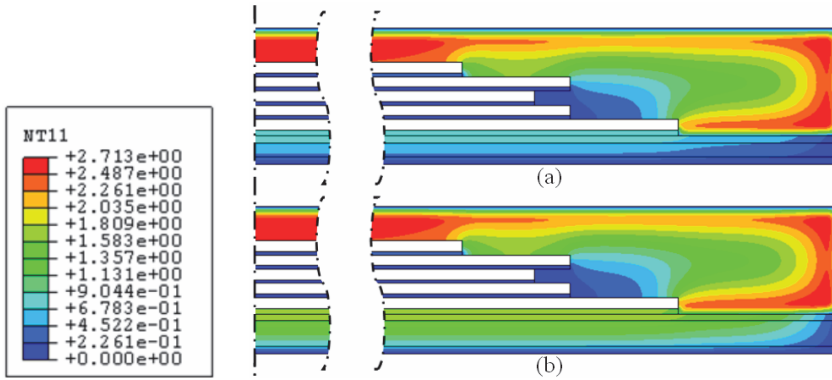 NT11
+2.713e+00
+2.487e+00
+2.261e+00
+2.035e+00
+1.809e+00
+1.583e+00
+1.357e+00
+1.131e+00
+9.044e-01
+6.783e-01
+4.522e-01
+2.261e-01
+0.000e+00
(a)
(b)